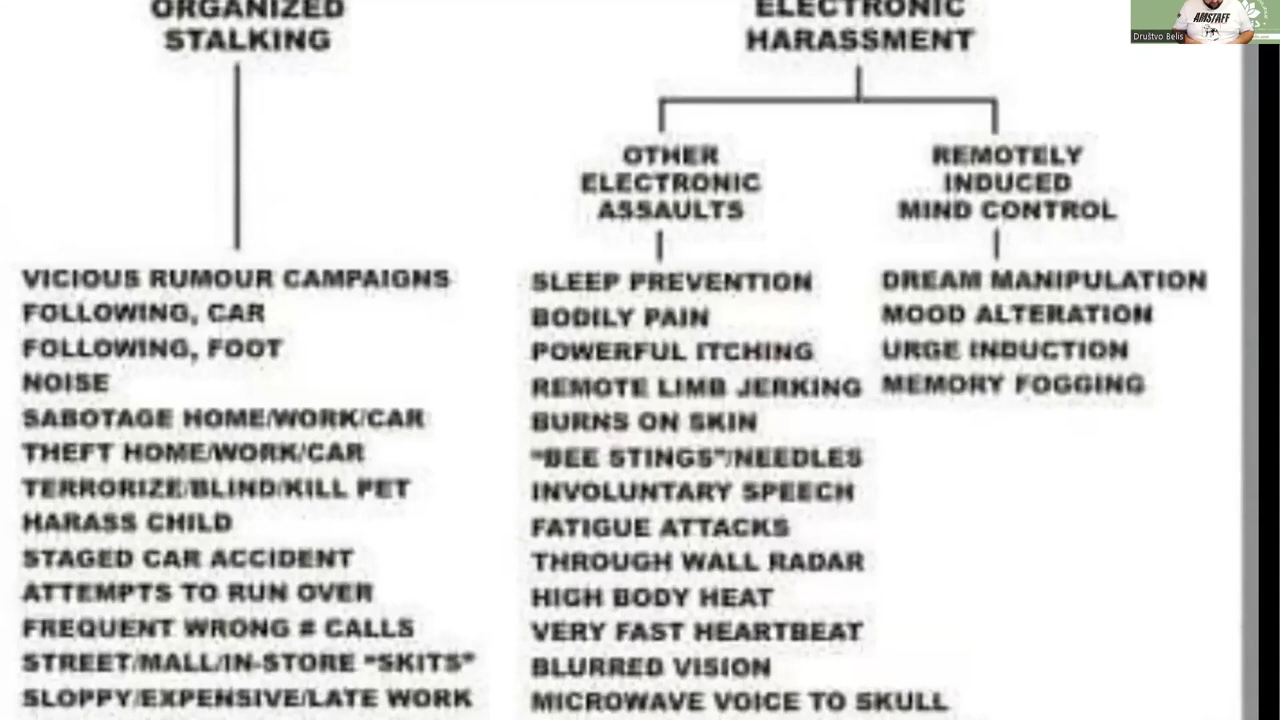 ORGANIZED
STALKING
VICIOUS RUMOUR CAMPAIGNS
FOLLOWING, CAR
FOLLOWING, FOOT
NOISE
SABOTAGE HOME/WORK/CAR
THEFT HOME/WORK/CAR
TERRORIZE/BLIND/KILL PET
HARASS CHILD
STAGED CAR ACCIDENT
ATTEMPTS TO RUN OVER
FREQUENT WRONG # CALLS
STREET/MALL/IN-STORE "SKITS"
SLOPPY/EXPENSIVE/LATE WORK
ELECTRONIC
HARASSMENT
OTHER
ELECTRONIC
ASSAULTS
SLEEP PREVENTION
BODILY PAIN
POWERFUL ITCHING
REMOTE LIMB JERKING
BURNS ON SKIN
"BEE STINGS"/NEEDLES
INVOLUNTARY SPEECH
FATIGUE ATTACKS
THROUGH WALL RADAR
HIGH BODY HEAT
VERY FAST HEARTBEAT
BLURRED VISION
MICROWAVE VOICE TO SKULL
REMOTELY
INDUCED
MIND CONTROL
DREAM MANIPULATION
MOOD ALTERATION
URGE INDUCTION
MEMORY FOGGING
AMSTAFF
Društvo Belis